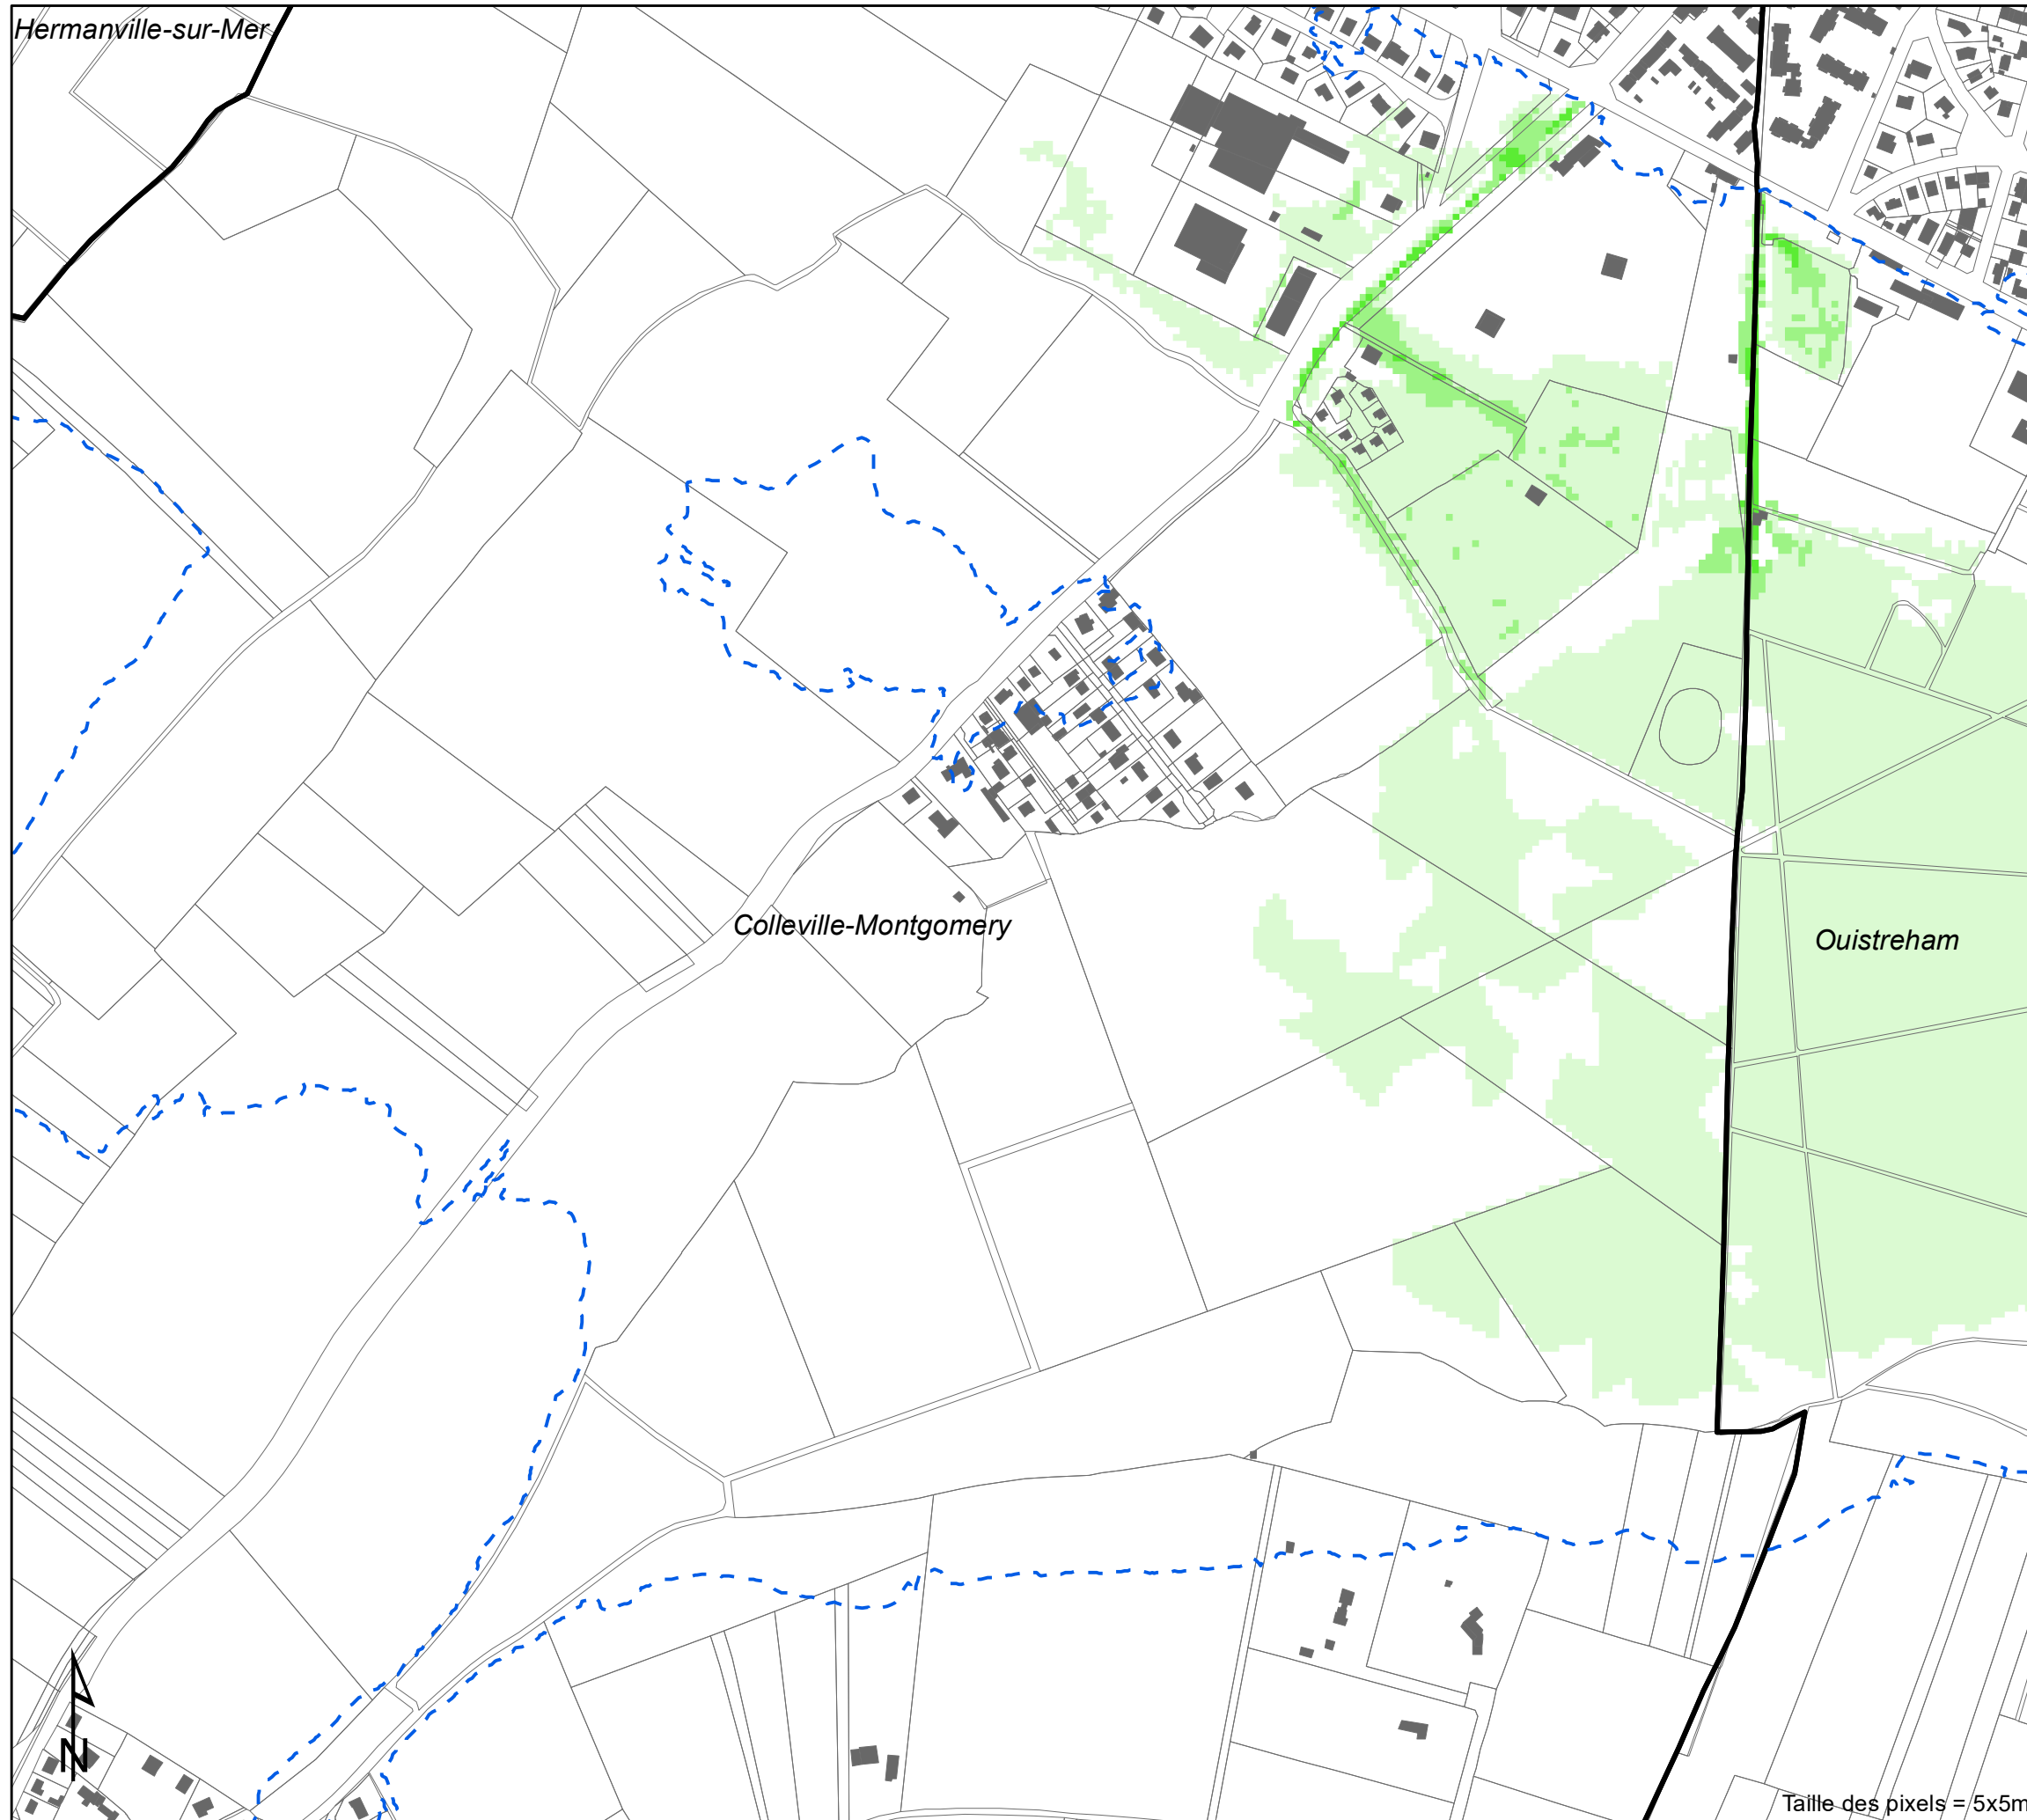 Hermanville-sur-Mer
Colleville-Montgomery
Ouistreham
N
Taille des pixels = 5x5m